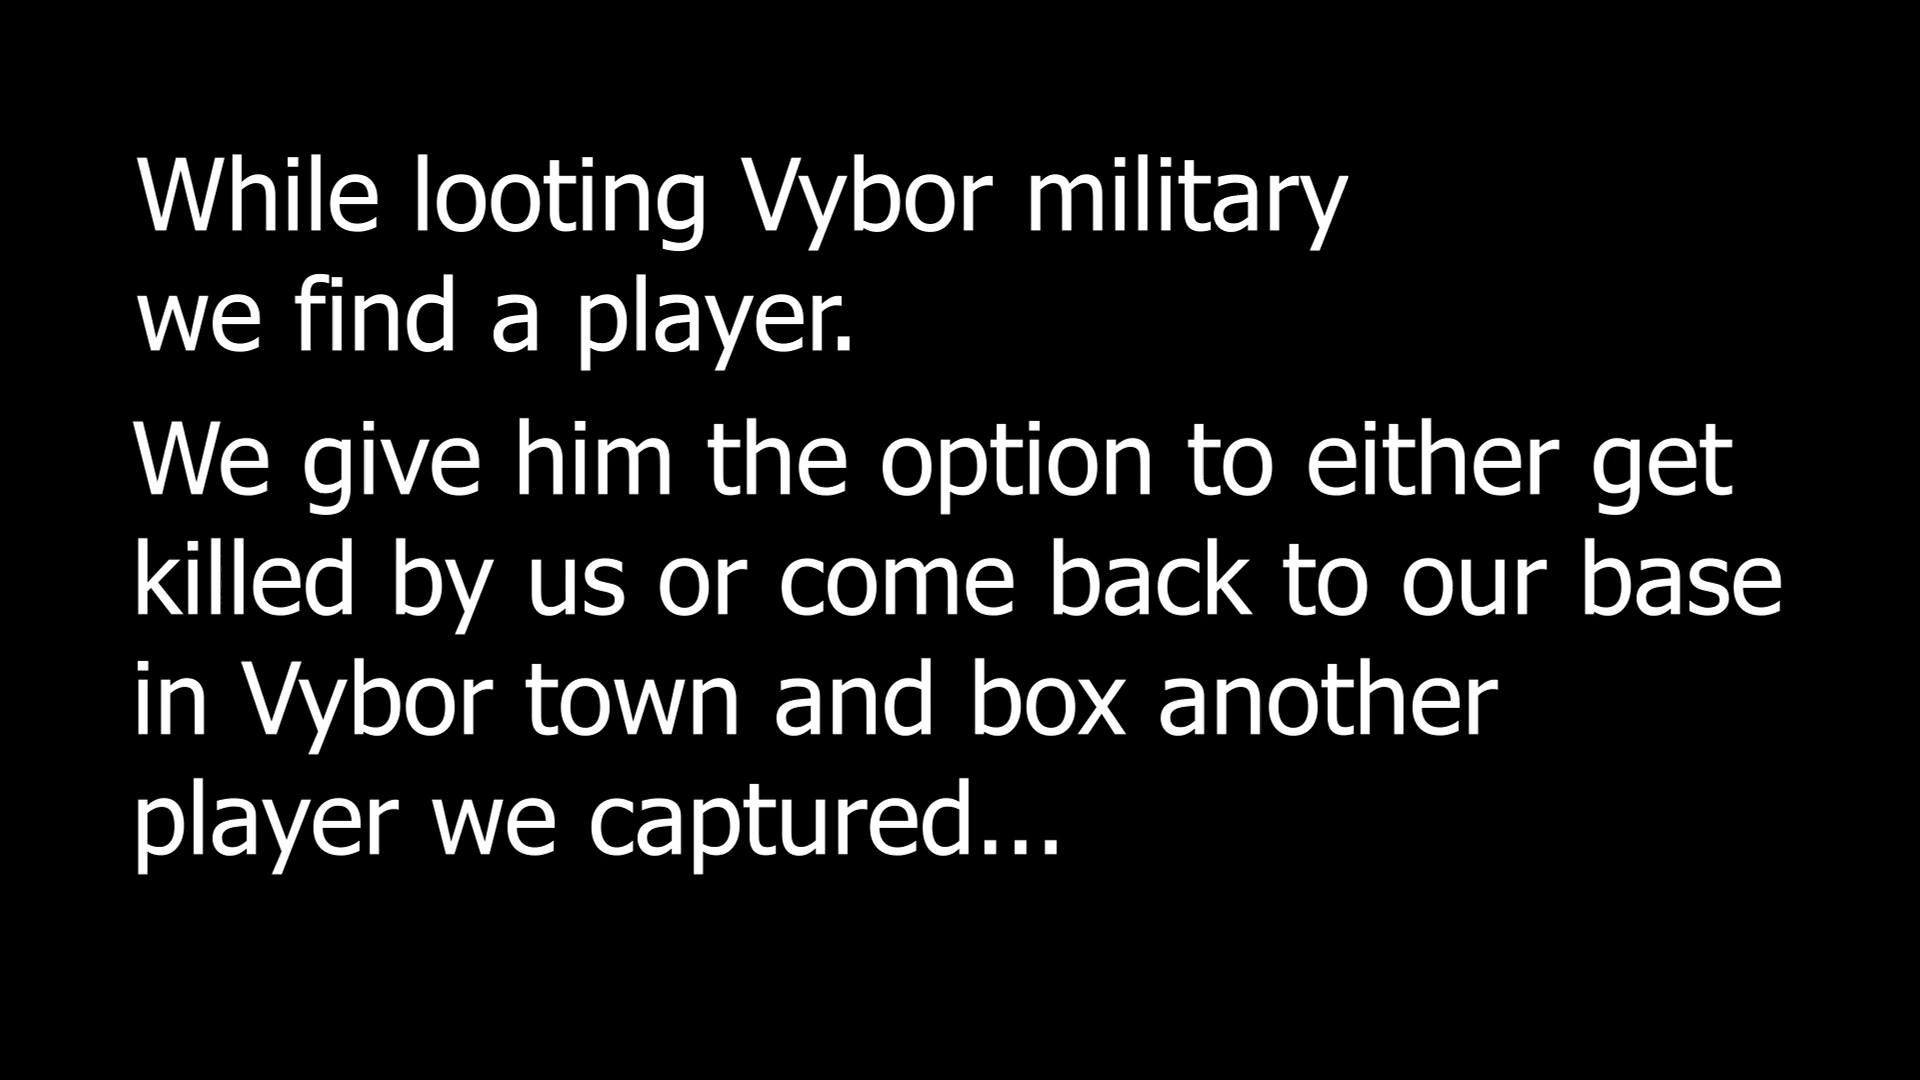 While looting Vybor military
we find a player.
We give him the option to either get
killed by us or come back to our base
in Vybor town and box another
player we captured...